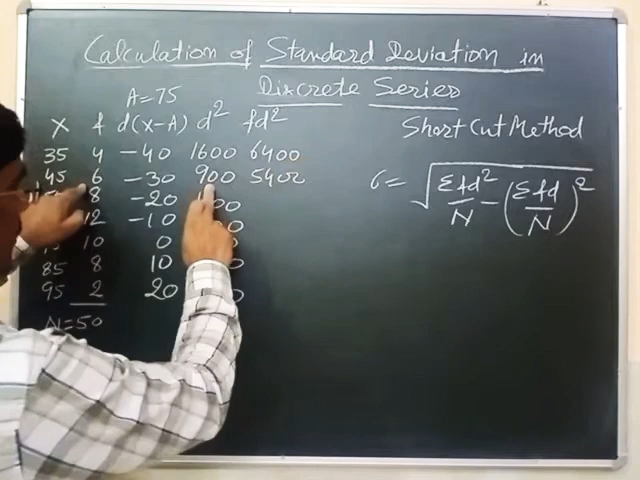 Calculation of Standard Deviation in
Discrete Series
A=75
X f d(X-A) d² fd²
Short Cut Method
35 4 -40 1600 6400
45 6 -30 900 5400
σ= √Σfd²/N - (Σfd/N)²
8 -20
12 -10
10 0
85 8 10
95 2 20
N=50